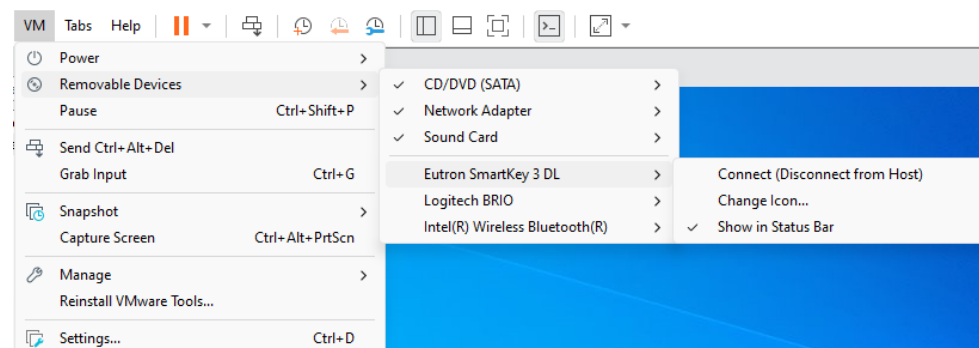 VM Tabs Help
Power
Removable Devices
Pause Ctrl+Shift+P
Send Ctrl+Alt+Del
Grab Input Ctrl+G
Snapshot
Capture Screen Ctrl+Alt+PrtScn
Manage
Reinstall VMware Tools...
Settings... Ctrl+D
CD/DVD (SATA)
Network Adapter
Sound Card
Eutron SmartKey 3 DL
Logitech BRIO
Intel(R) Wireless Bluetooth(R)
Connect (Disconnect from Host)
Change Icon...
Show in Status Bar